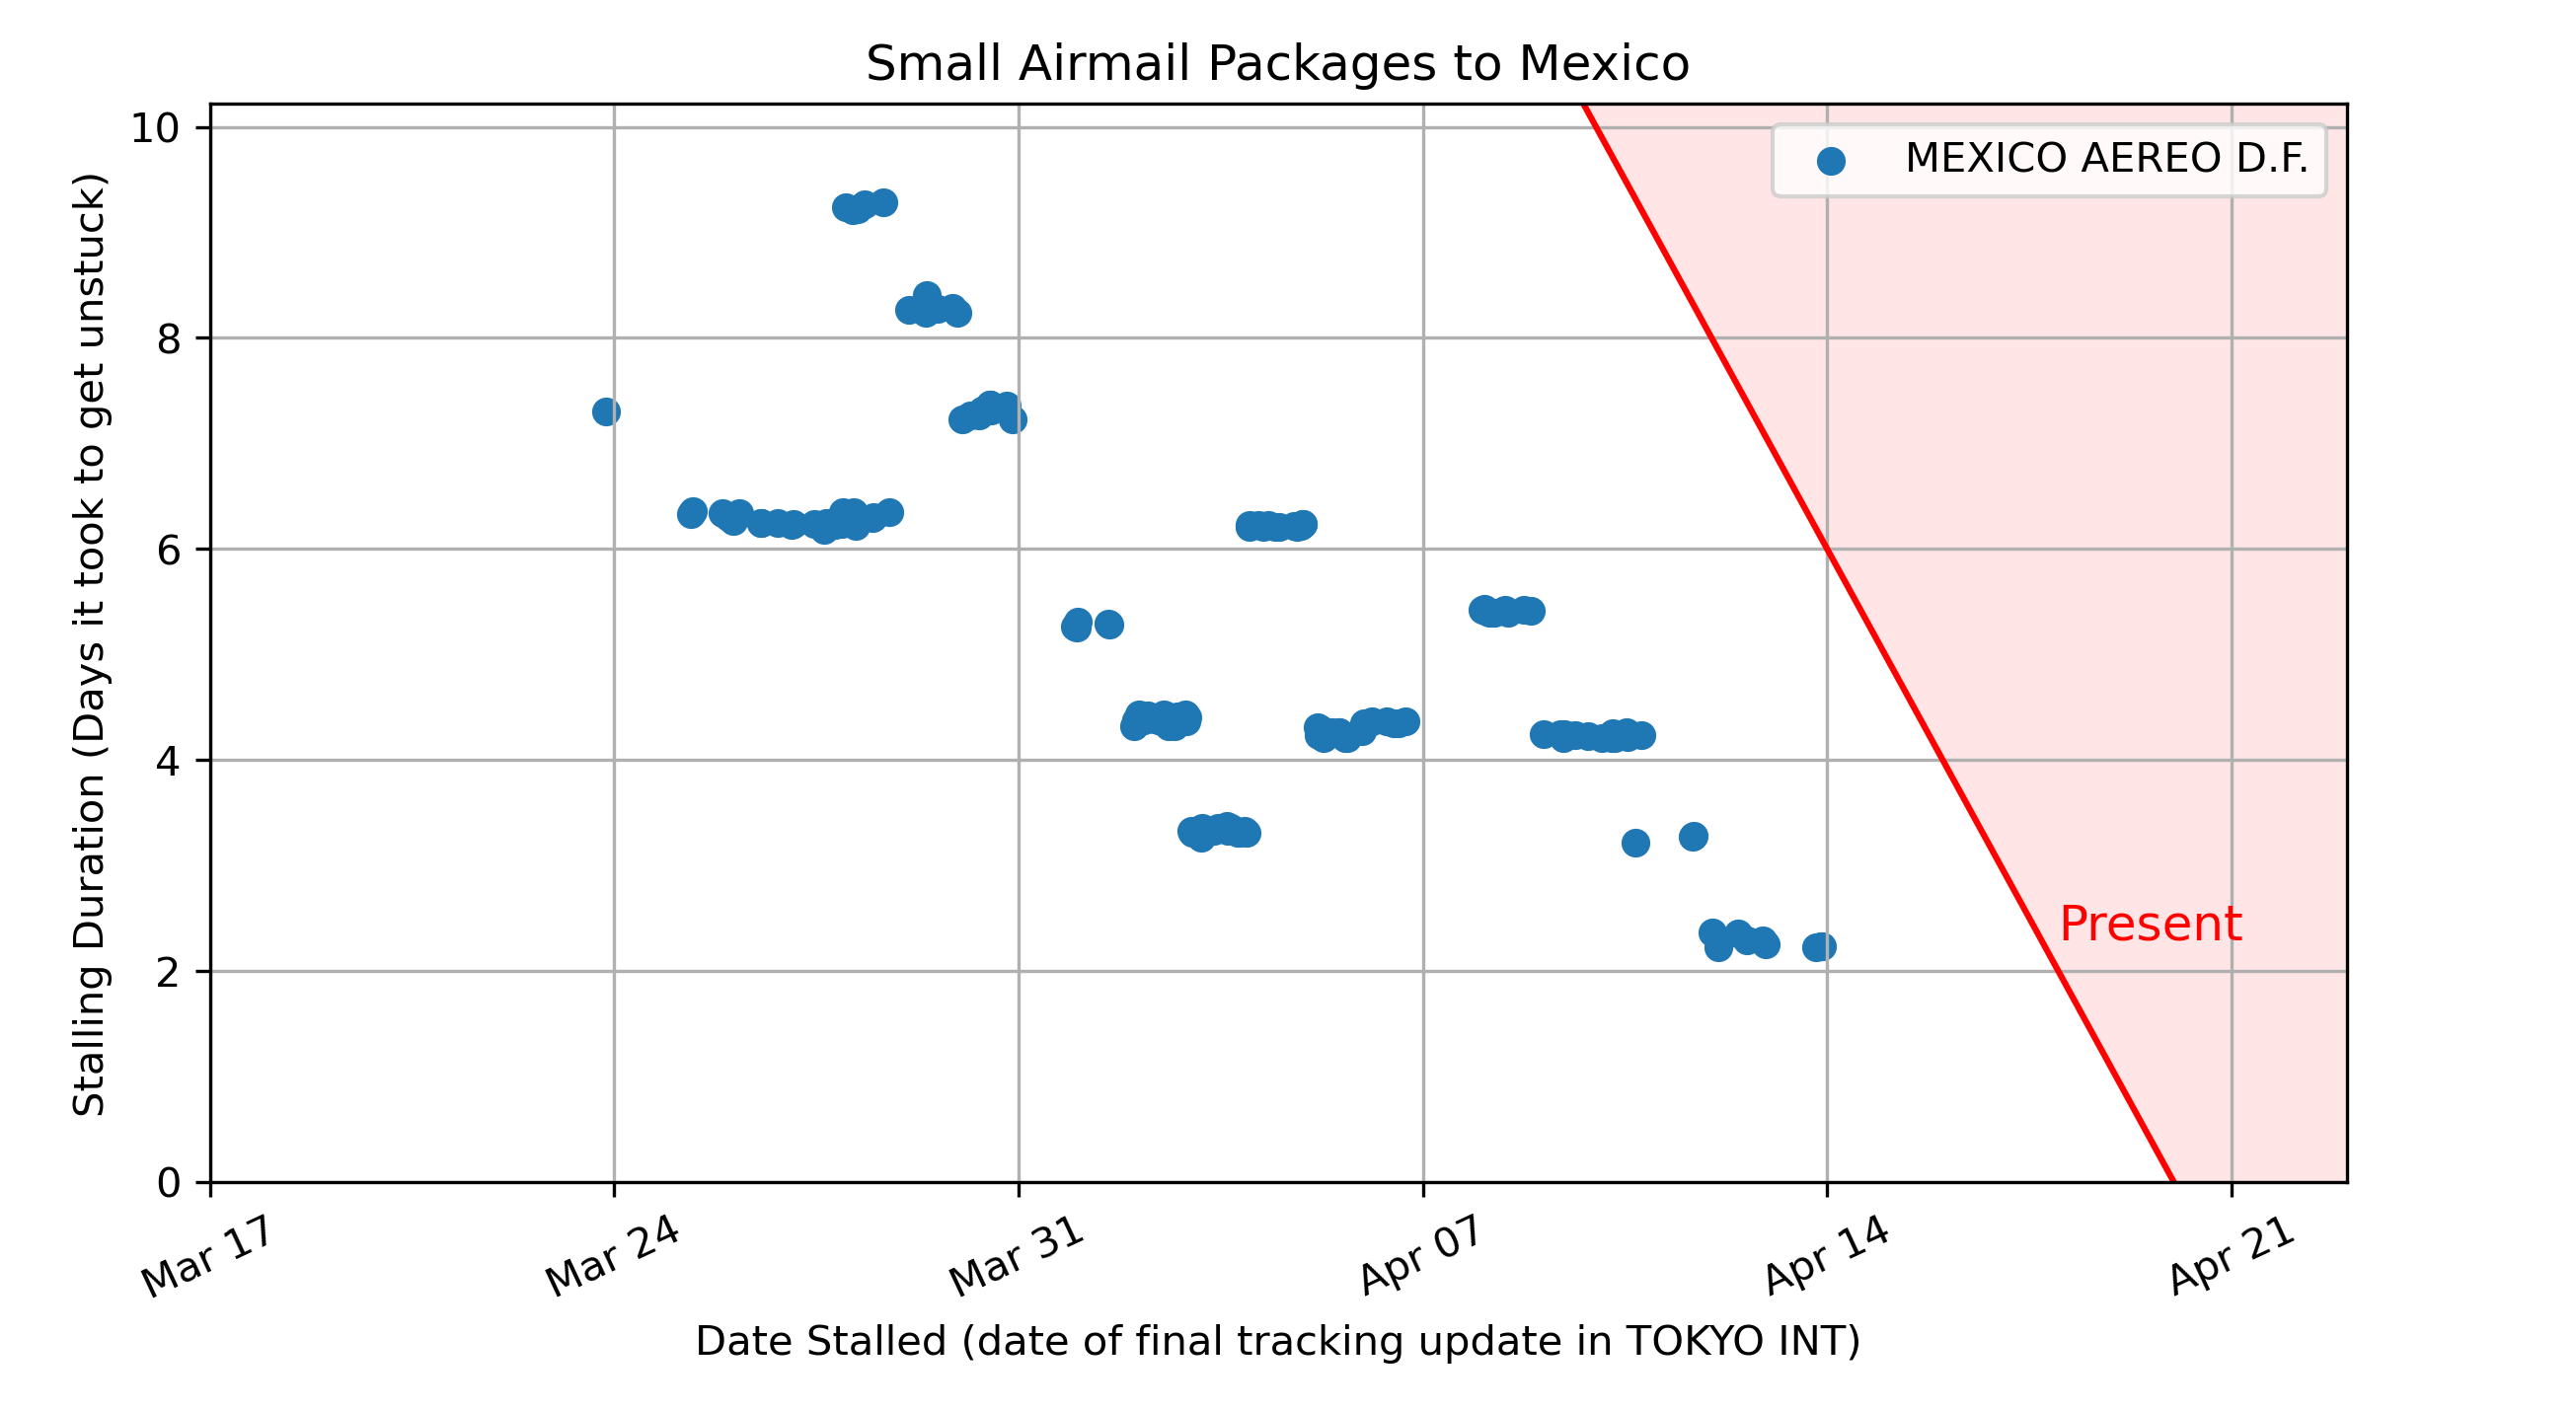 Small Airmail Packages to Mexico
MEXICO AEREO D.F.
Stalling Duration (Days it took to get unstuck)
10
8
6
4
2
0
Present
Mar 17
Mar 24
Mar 31
Apr 07
Apr 14
Apr 21
Date Stalled (date of final tracking update in TOKYO INT)